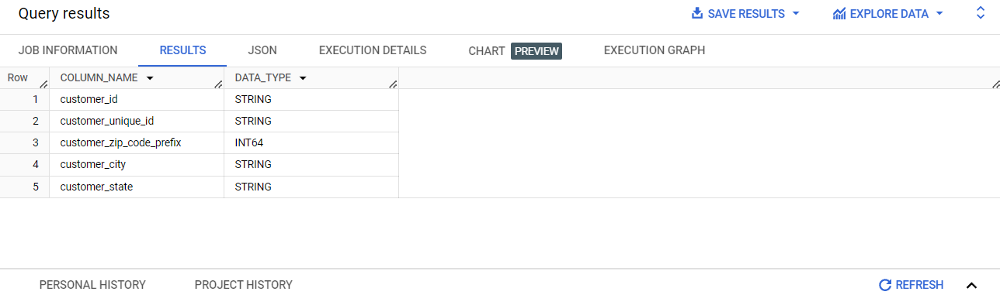 Query results SAVE RESULTS EXPLORE DATA
JOB INFORMATION RESULTS JSON EXECUTION DETAILS CHART PREVIEW EXECUTION GRAPH
Row COLUMN_NAME DATA_TYPE
1 customer_id STRING
2 customer_unique_id STRING
3 customer_zip_code_prefix INT64
4 customer_city STRING
5 customer_state STRING
PERSONAL HISTORY PROJECT HISTORY REFRESH